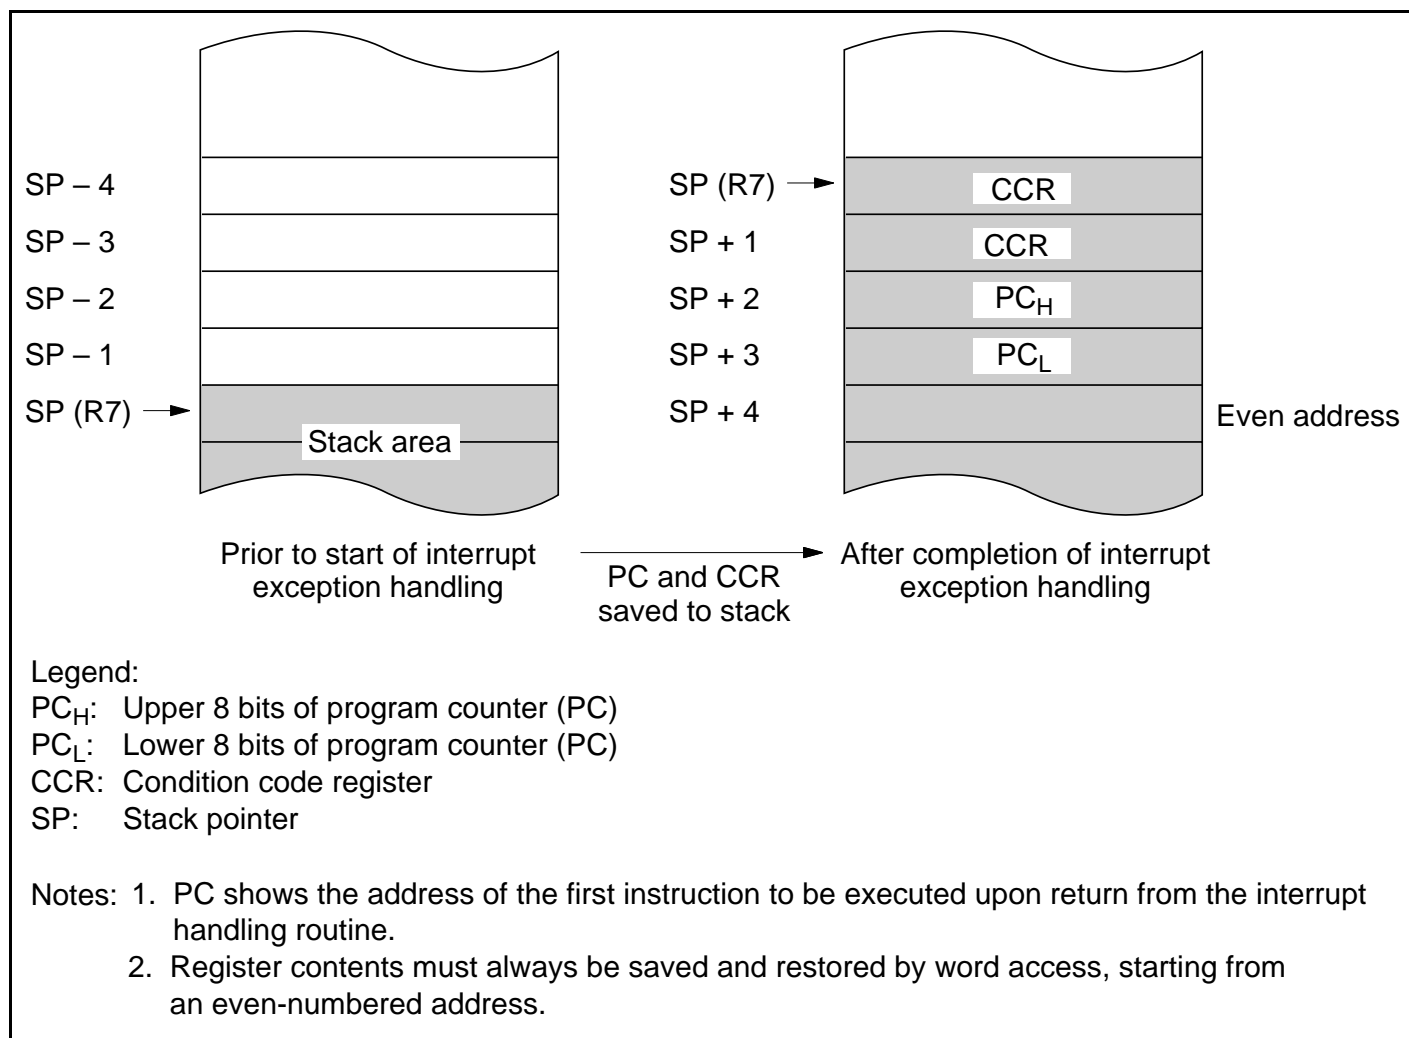 SP – 4
SP – 3
SP – 2
SP – 1
SP (R7)
Stack area
SP (R7)
SP + 1
SP + 2
SP + 3
SP + 4
CCR
CCR
PCH
PCL
Even address
Prior to start of interrupt
exception handling
PC and CCR
saved to stack
After completion of interrupt
exception handling
Legend:
PCH: Upper 8 bits of program counter (PC)
PCL: Lower 8 bits of program counter (PC)
CCR: Condition code register
SP: Stack pointer
Notes: 1. PC shows the address of the first instruction to be executed upon return from the interrupt
handling routine.
2. Register contents must always be saved and restored by word access, starting from
an even-numbered address.